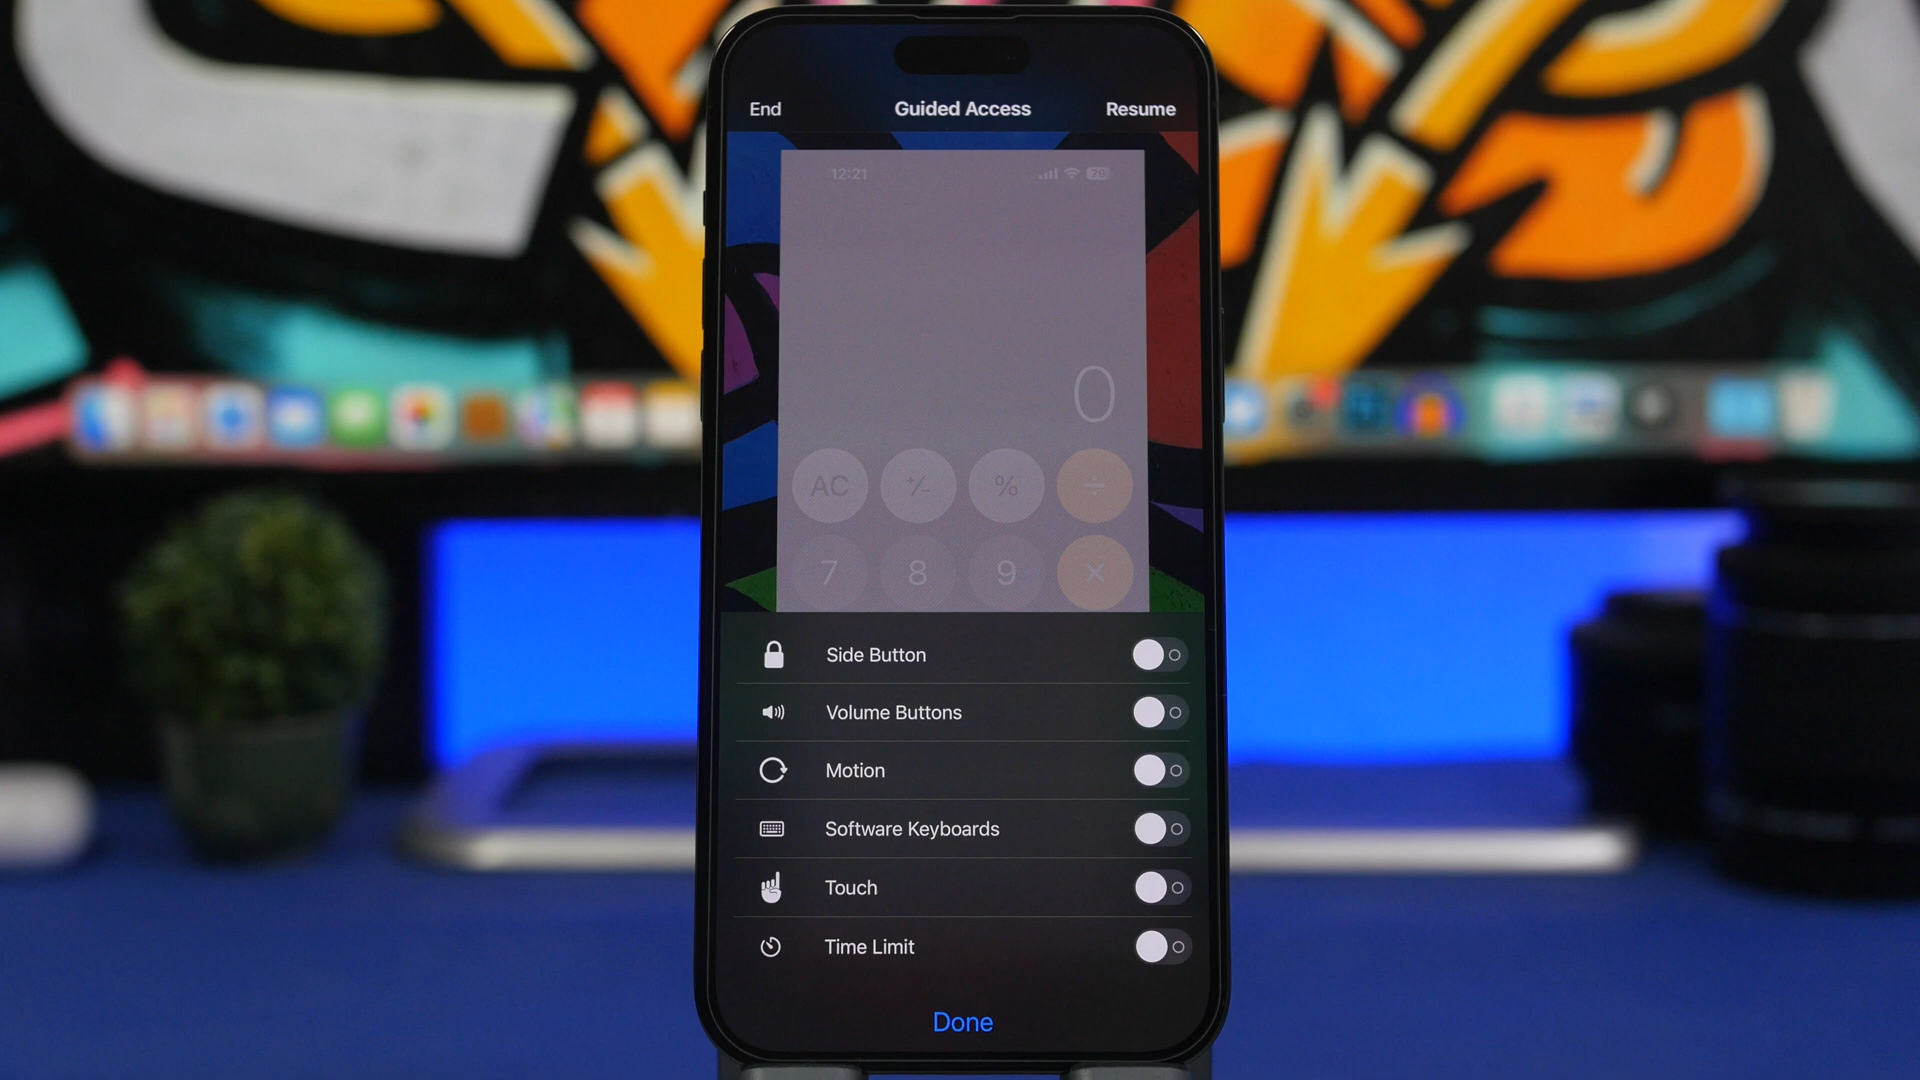 End Guided Access Resume
12:21 79
0
AC +/- % ÷
7 8 9 ×
Side Button
Volume Buttons
Motion
Software Keyboards
Touch
Time Limit
Done